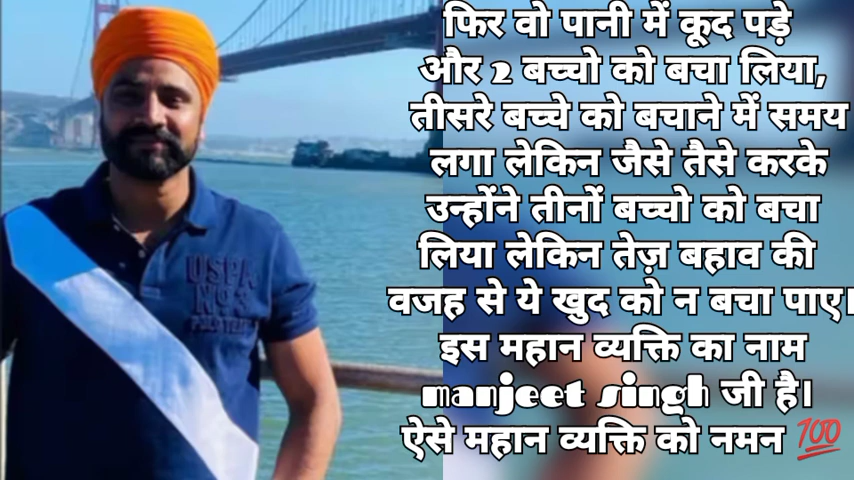 फिर वो पानी में कूद पड़े
और 2 बच्चो को बचा लिया,
तीसरे बच्चे को बचाने में समय
लगा लेकिन जैसे तैसे करके
उन्होंने तीनों बच्चो को बचा
लिया लेकिन तेज़ बहाव की
वजह से ये खुद को न बचा पाए।
इस महान व्यक्ति का नाम
manjeet singh जी है।
ऐसे महान व्यक्ति को नमन 💯
USPA